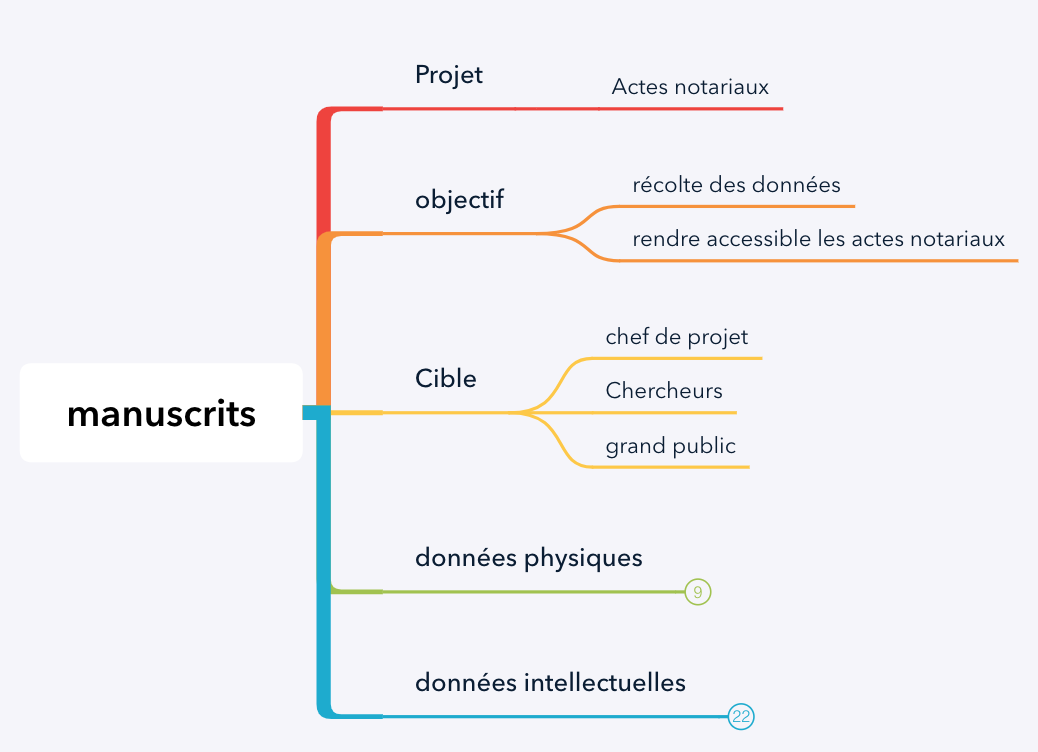 Projet
Actes notariaux
objectif
récolte des données
rendre accessible les actes notariaux
manuscrits
Cible
chef de projet
Chercheurs
grand public
données physiques
9
données intellectuelles
22